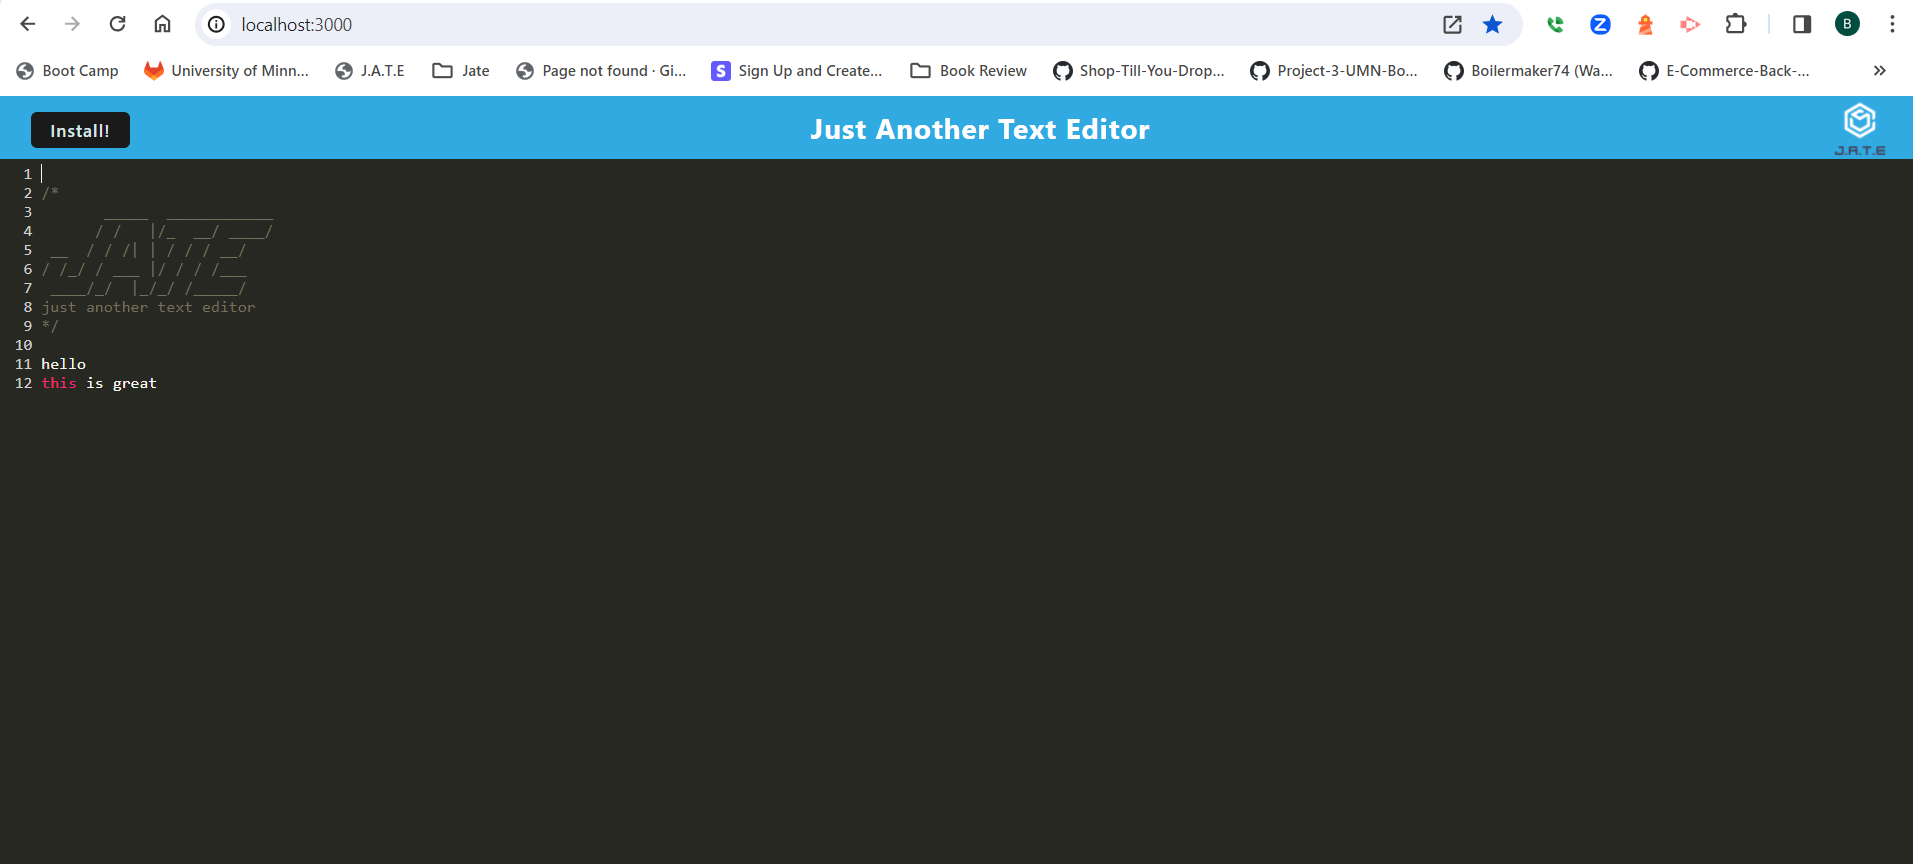 localhost:3000
B
Boot Camp University of Minn... J.A.T.E Jate Page not found · Gi... S Sign Up and Create... Book Review Shop-Till-You-Drop... Project-3-UMN-Bo... Boilermaker74 (Wa... E-Commerce-Back-... »
Install! Just Another Text Editor J.A.T.E
1
2 /*
3       _____  ____________
4      / /   |/_  __/ ____/
5 __  / / /| | / / / __/
6 / /_/ / ___ |/ / / /___
7 ____/_/  |_/_/ /_____/
8 just another text editor
9 */
10
11 hello
12 this is great